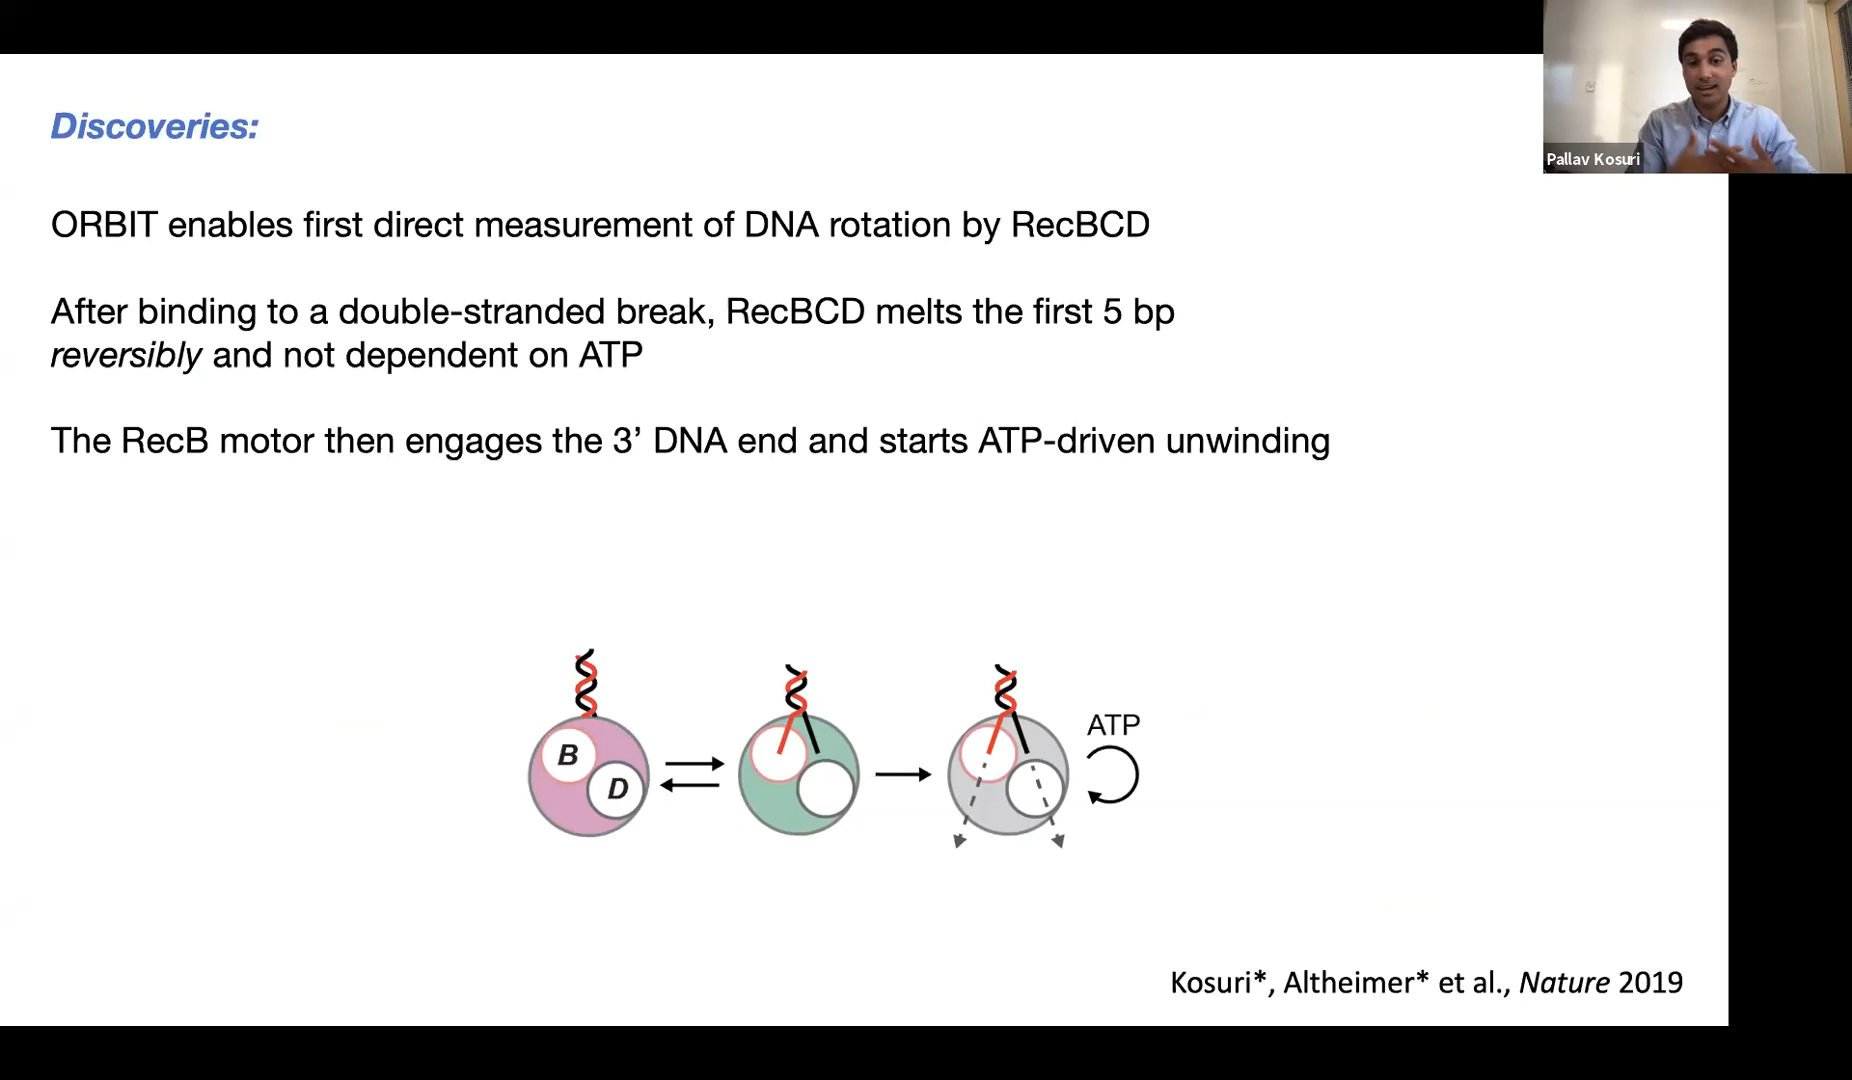 Pallav Kosuri
Discoveries:
ORBIT enables first direct measurement of DNA rotation by RecBCD
After binding to a double-stranded break, RecBCD melts the first 5 bp
reversibly and not dependent on ATP
The RecB motor then engages the 3’ DNA end and starts ATP-driven unwinding
B
D
ATP
Kosuri*, Altheimer* et al., Nature 2019